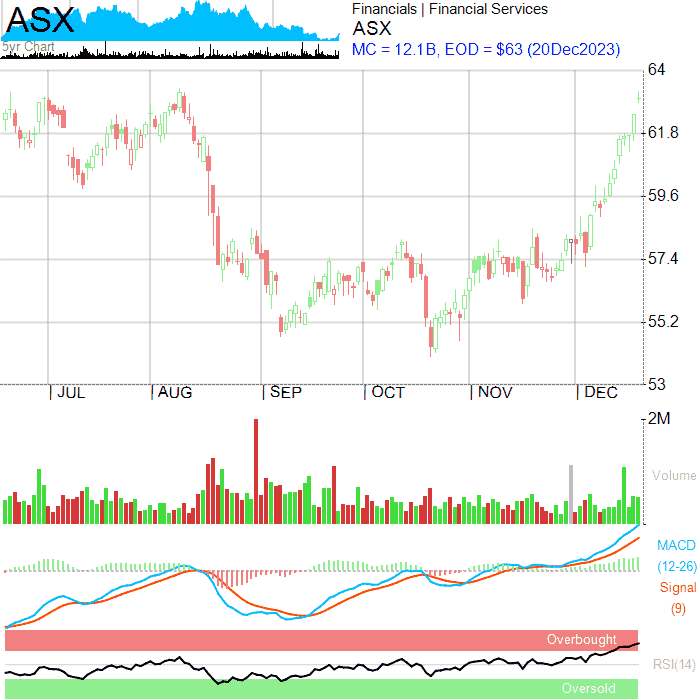 ASX
5yr Chart
Financials | Financial Services
ASX
MC = 12.1B, EOD = $63 (20Dec2023)
64
61.8
59.6
57.4
55.2
53
JUL AUG SEP OCT NOV DEC
2M
Volume
MACD
(12-26)
Signal
(9)
Overbought
RSI(14)
Oversold